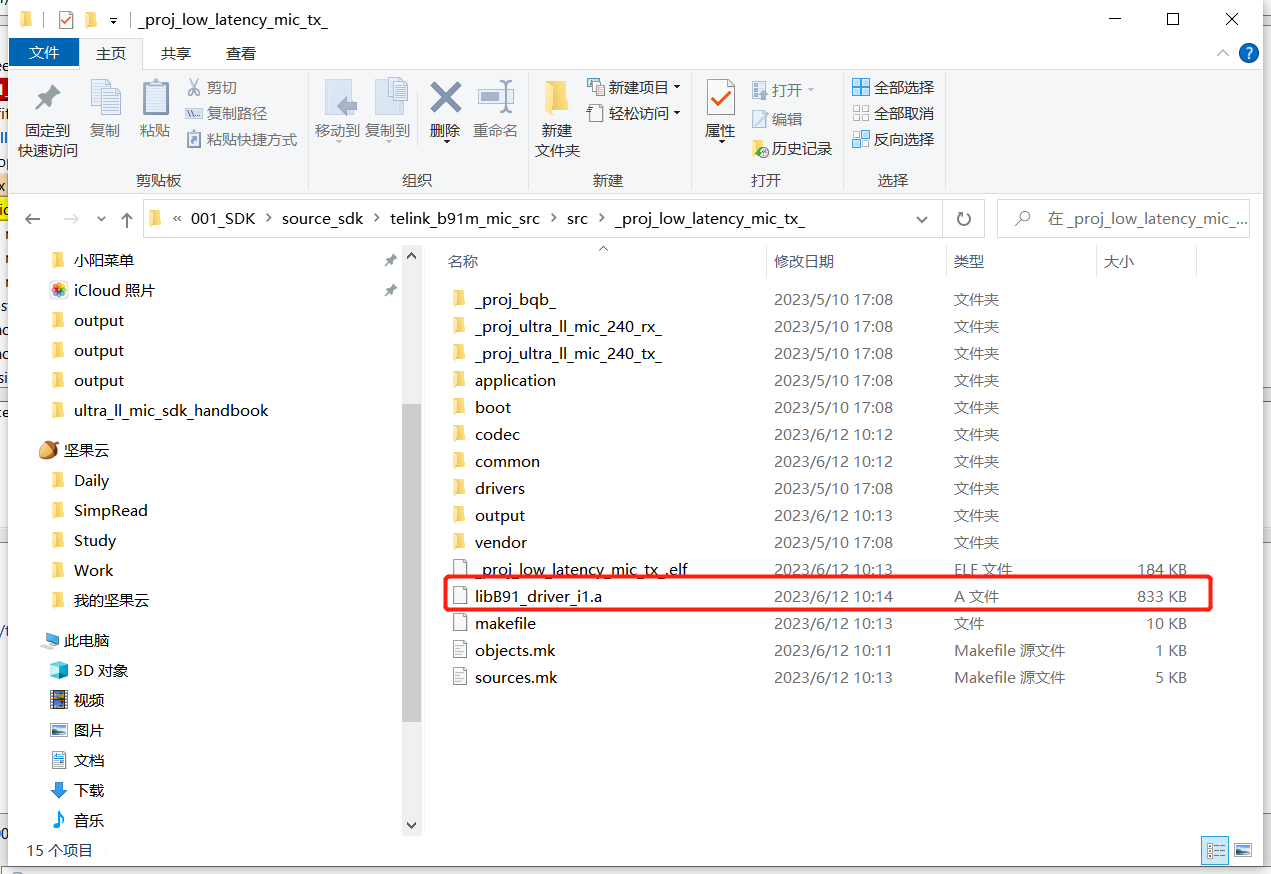 _proj_low_latency_mic_tx_
文件 主页 共享 查看
固定到快速访问
复制
粘贴
剪切
复制路径
粘贴快捷方式
剪贴板
移动到
复制到
删除
重命名
组织
新建文件夹
新建项目
轻松访问
新建
属性
打开
编辑
历史记录
打开
全部选择
全部取消
反向选择
选择
« 001_SDK > source_sdk > telink_b91m_mic_src > src > _proj_low_latency_mic_tx_
在 _proj_low_latency_mic_...
小阳菜单
iCloud 照片
output
output
output
ultra_ll_mic_sdk_handbook
坚果云
Daily
SimpRead
Study
Work
我的坚果云
此电脑
3D 对象
视频
图片
文档
下载
音乐
名称 修改日期 类型 大小
_proj_bqb_ 2023/5/10 17:08 文件夹
_proj_ultra_ll_mic_240_rx_ 2023/5/10 17:08 文件夹
_proj_ultra_ll_mic_240_tx_ 2023/5/10 17:08 文件夹
application 2023/5/10 17:08 文件夹
boot 2023/5/10 17:08 文件夹
codec 2023/6/12 10:12 文件夹
common 2023/6/12 10:12 文件夹
drivers 2023/5/10 17:08 文件夹
output 2023/6/12 10:13 文件夹
vendor 2023/5/10 17:08 文件夹
_proj_low_latency_mic_tx_.elf 2023/6/12 10:13 ELF 文件 184 KB
libB91_driver_i1.a 2023/6/12 10:14 A 文件 833 KB
makefile 2023/6/12 10:13 文件 10 KB
objects.mk 2023/6/12 10:11 Makefile 源文件 1 KB
sources.mk 2023/6/12 10:13 Makefile 源文件 5 KB
15 个项目